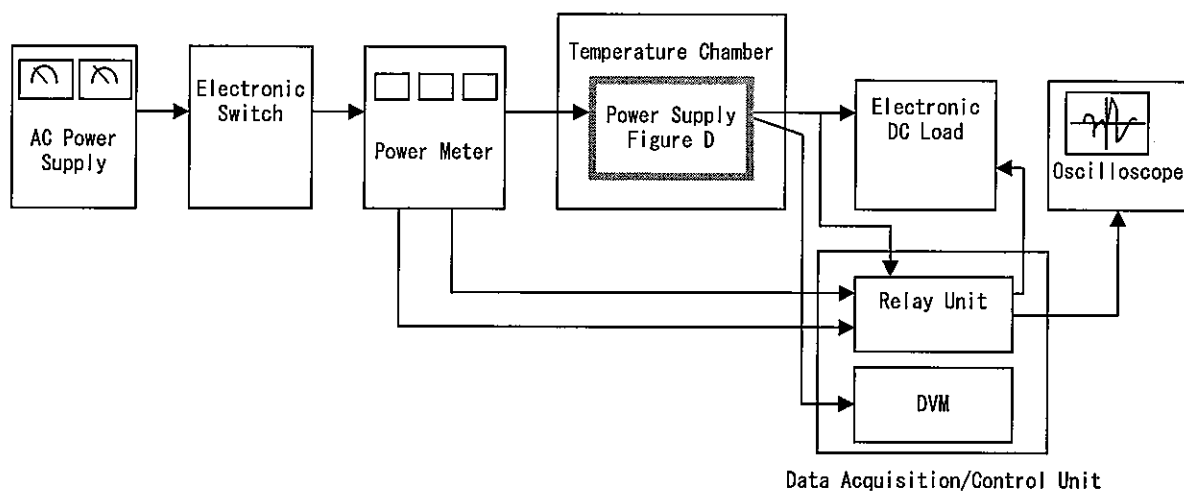 AC Power
Supply
Electronic
Switch
Power Meter
Temperature Chamber
Power Supply
Figure D
Electronic
DC Load
Oscilloscope
Relay Unit
DVM
Data Acquisition/Control Unit